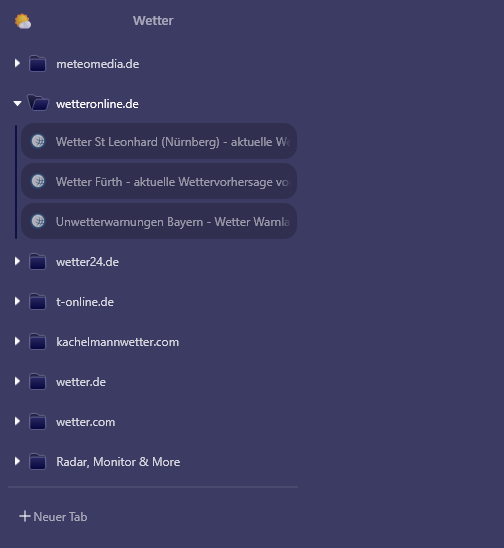 Wetter
meteomedia.de
wetteronline.de
Wetter St Leonhard (Nürnberg) - aktuelle We
Wetter Fürth - aktuelle Wettervorhersage vo
Unwetterwarnungen Bayern - Wetter Warnla
wetter24.de
t-online.de
kachelmannwetter.com
wetter.de
wetter.com
Radar, Monitor & More
Neuer Tab